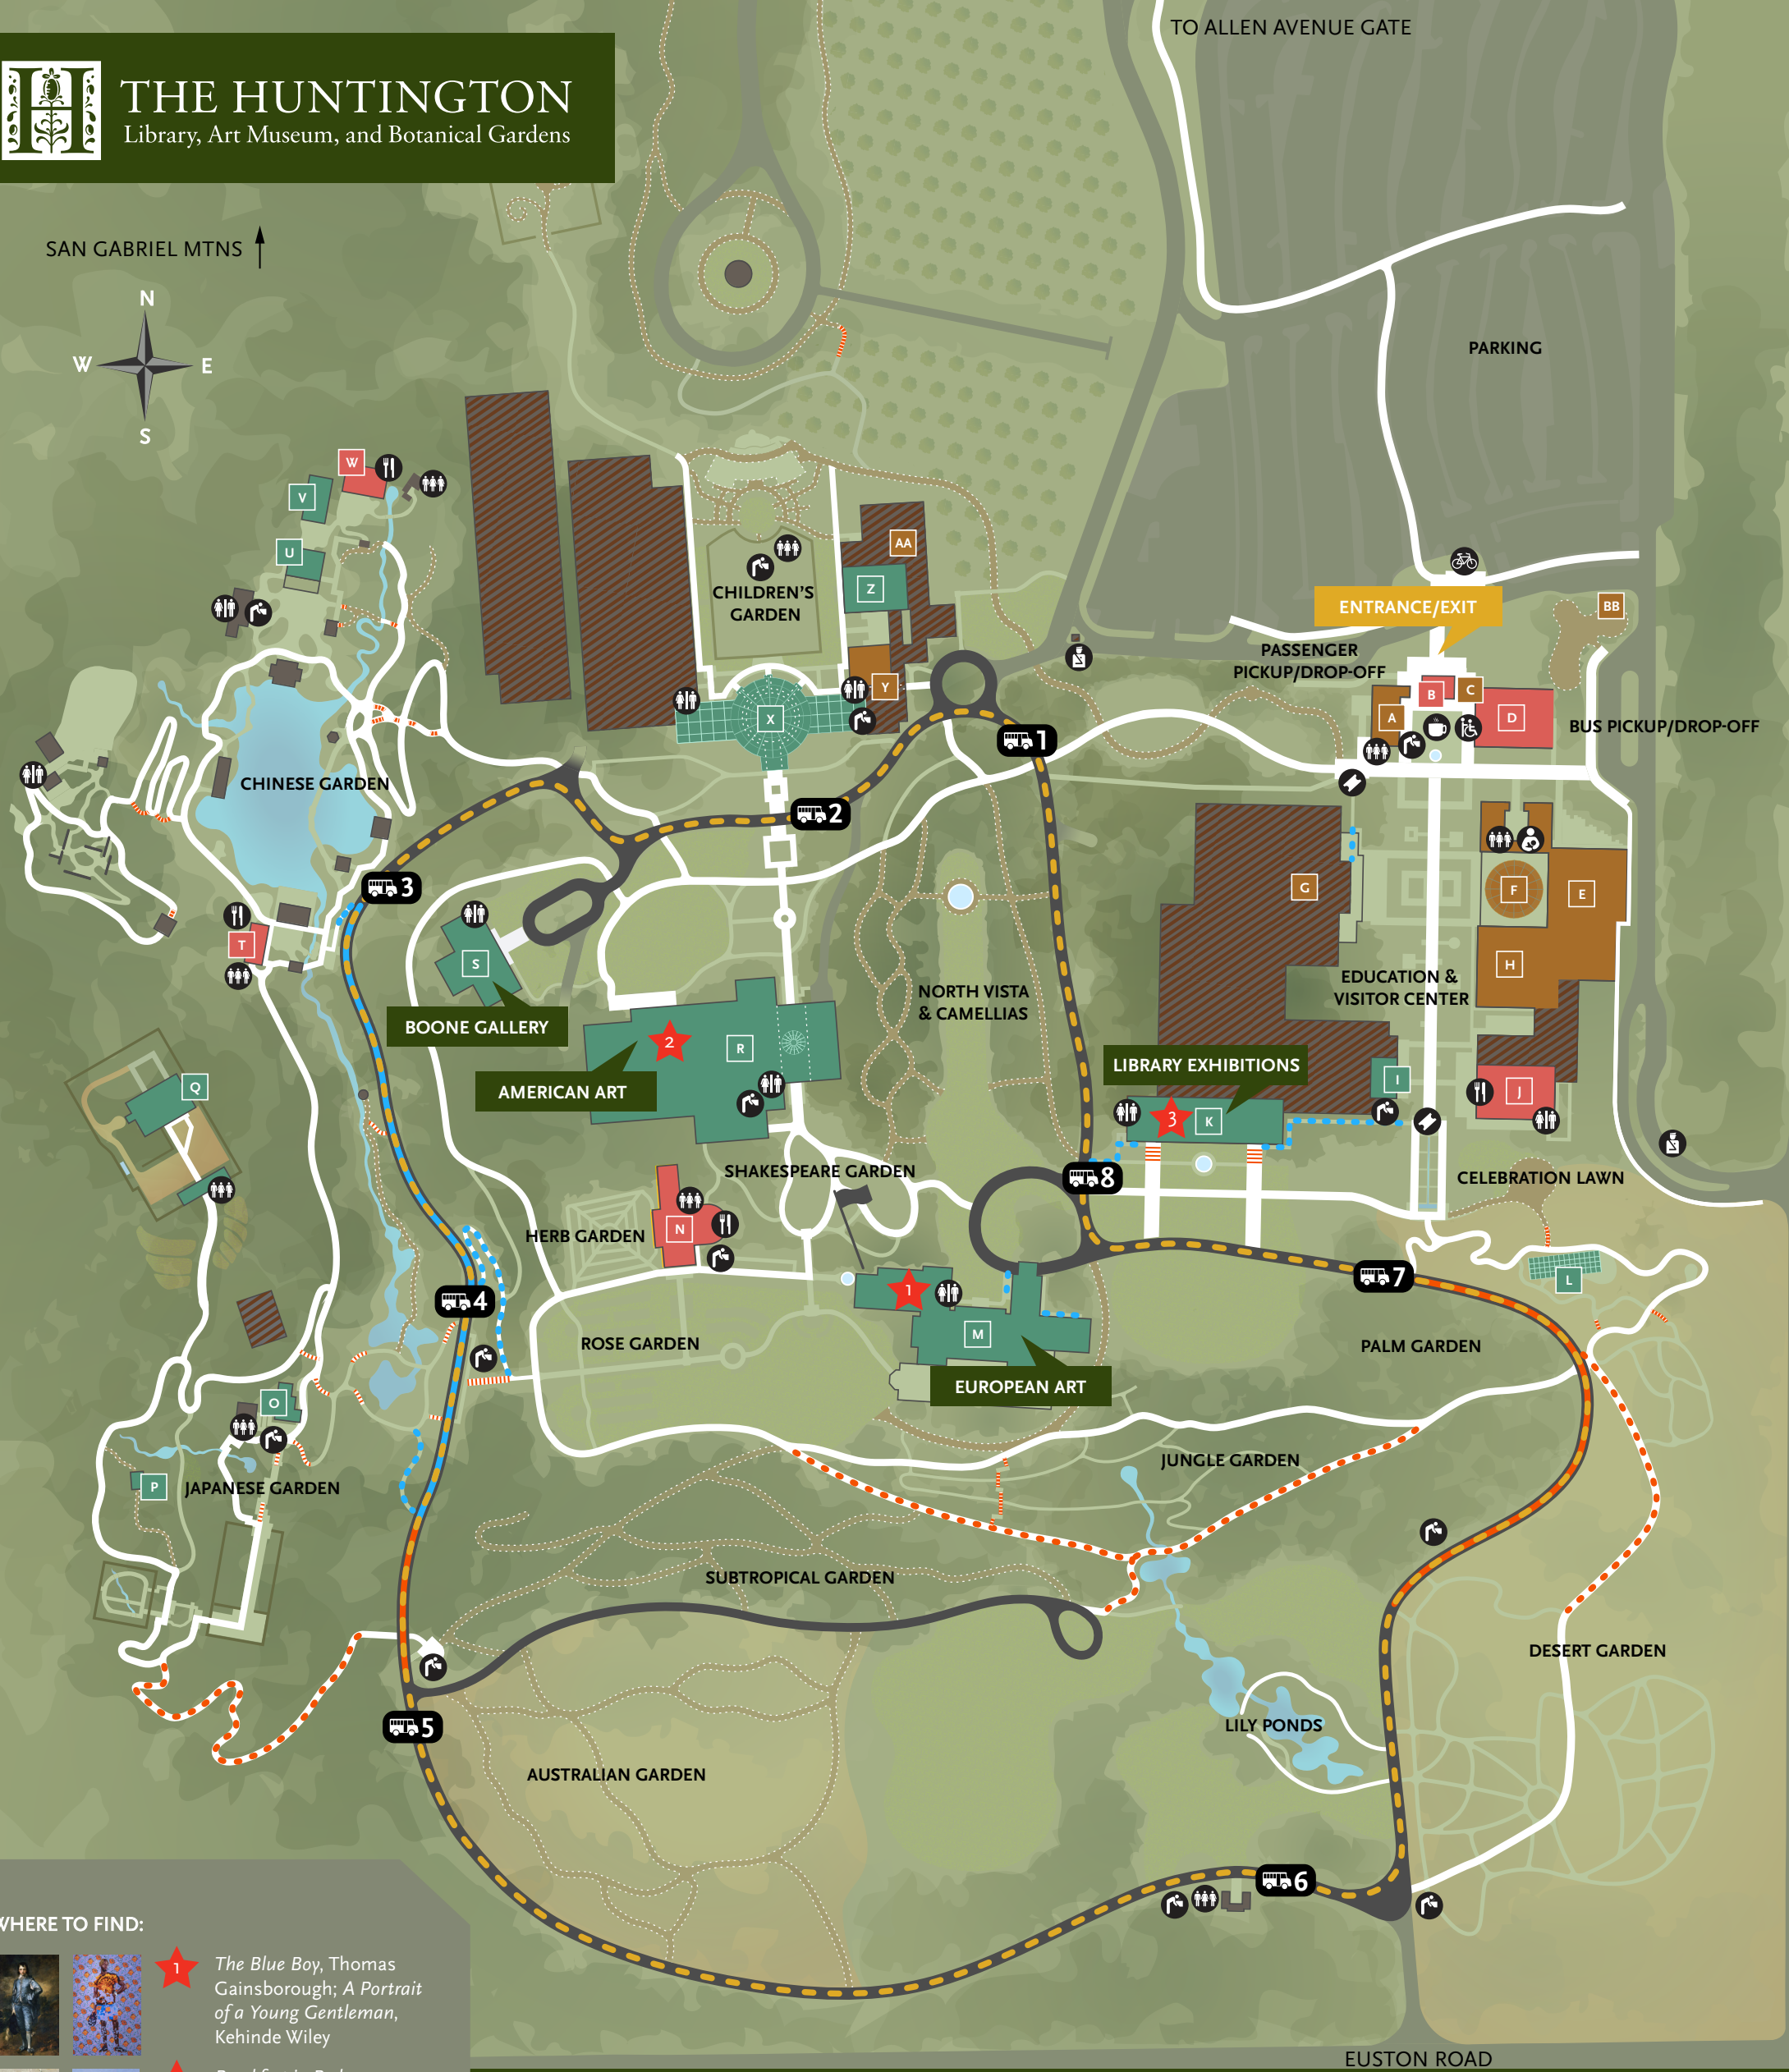 TO ALLEN AVENUE GATE
H
THE HUNTINGTON
Library, Art Museum, and Botanical Gardens
SAN GABRIEL MTNS
N
W
E
S
PARKING
W
V
U
AA
Z
CHILDREN'S
GARDEN
ENTRANCE/EXIT
BB
PASSENGER
PICKUP/DROP-OFF
Y
X
B
C
A
D
BUS PICKUP/DROP-OFF
1
CHINESE GARDEN
2
3
G
F
E
T
S
H
EDUCATION &
VISITOR CENTER
NORTH VISTA
& CAMELLIAS
BOONE GALLERY
2
R
AMERICAN ART
LIBRARY EXHIBITIONS
I
J
Q
3
K
SHAKESPEARE GARDEN
8
CELEBRATION LAWN
N
HERB GARDEN
7
L
1
4
M
ROSE GARDEN
PALM GARDEN
EUROPEAN ART
O
P
JAPANESE GARDEN
JUNGLE GARDEN
SUBTROPICAL GARDEN
DESERT GARDEN
5
LILY PONDS
AUSTRALIAN GARDEN
6
WHERE TO FIND:
1
The Blue Boy, Thomas
Gainsborough; A Portrait
of a Young Gentleman,
Kehinde Wiley
EUSTON ROAD